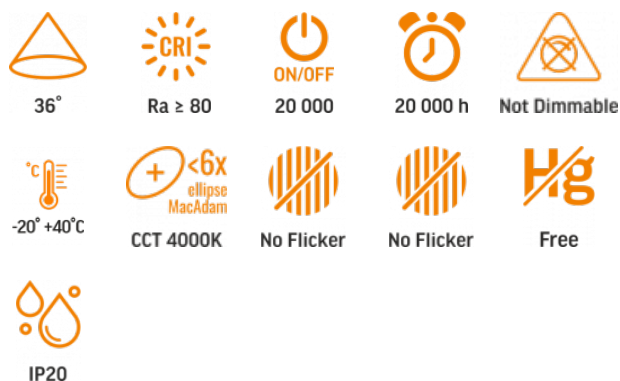 CRI
ON/OFF
36°
Ra ≥ 80
20 000
20 000 h
Not Dimmable
°C
<6x
ellipse
MacAdam
Hg
-20° +40°C
CCT 4000K
No Flicker
No Flicker
Free
IP20